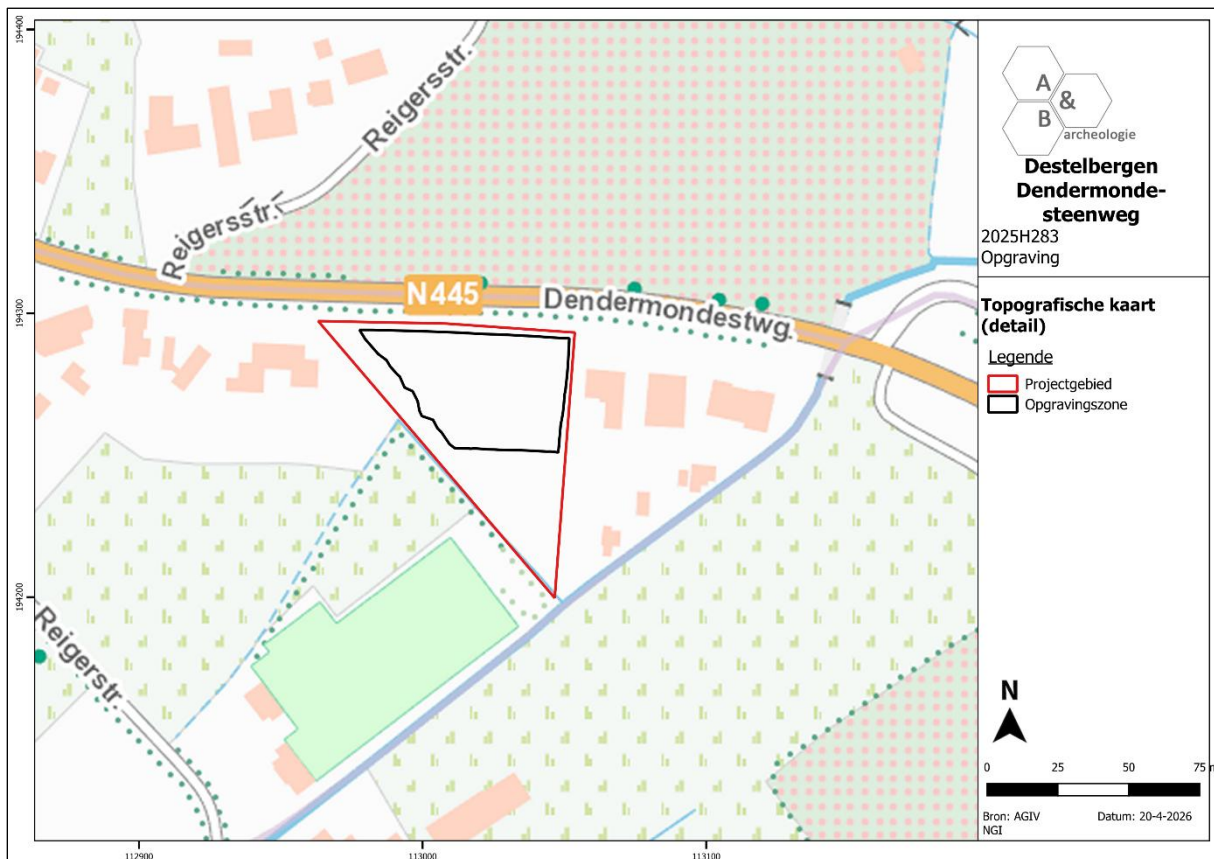 194400
194300
194200
112900
113000
113100
Reigersstr.
Reigersstr.
N445
Dendermondestwg.
Reigerstr.
A
&
B
archeologie
Destelbergen
Dendermonde-
steenweg
2025H283
Opgraving
Topografische kaart
(detail)
Legende
Projectgebied
Opgravingszone
N
0 25 50 75 m
Bron: AGIV Datum: 20-4-2026
NGI